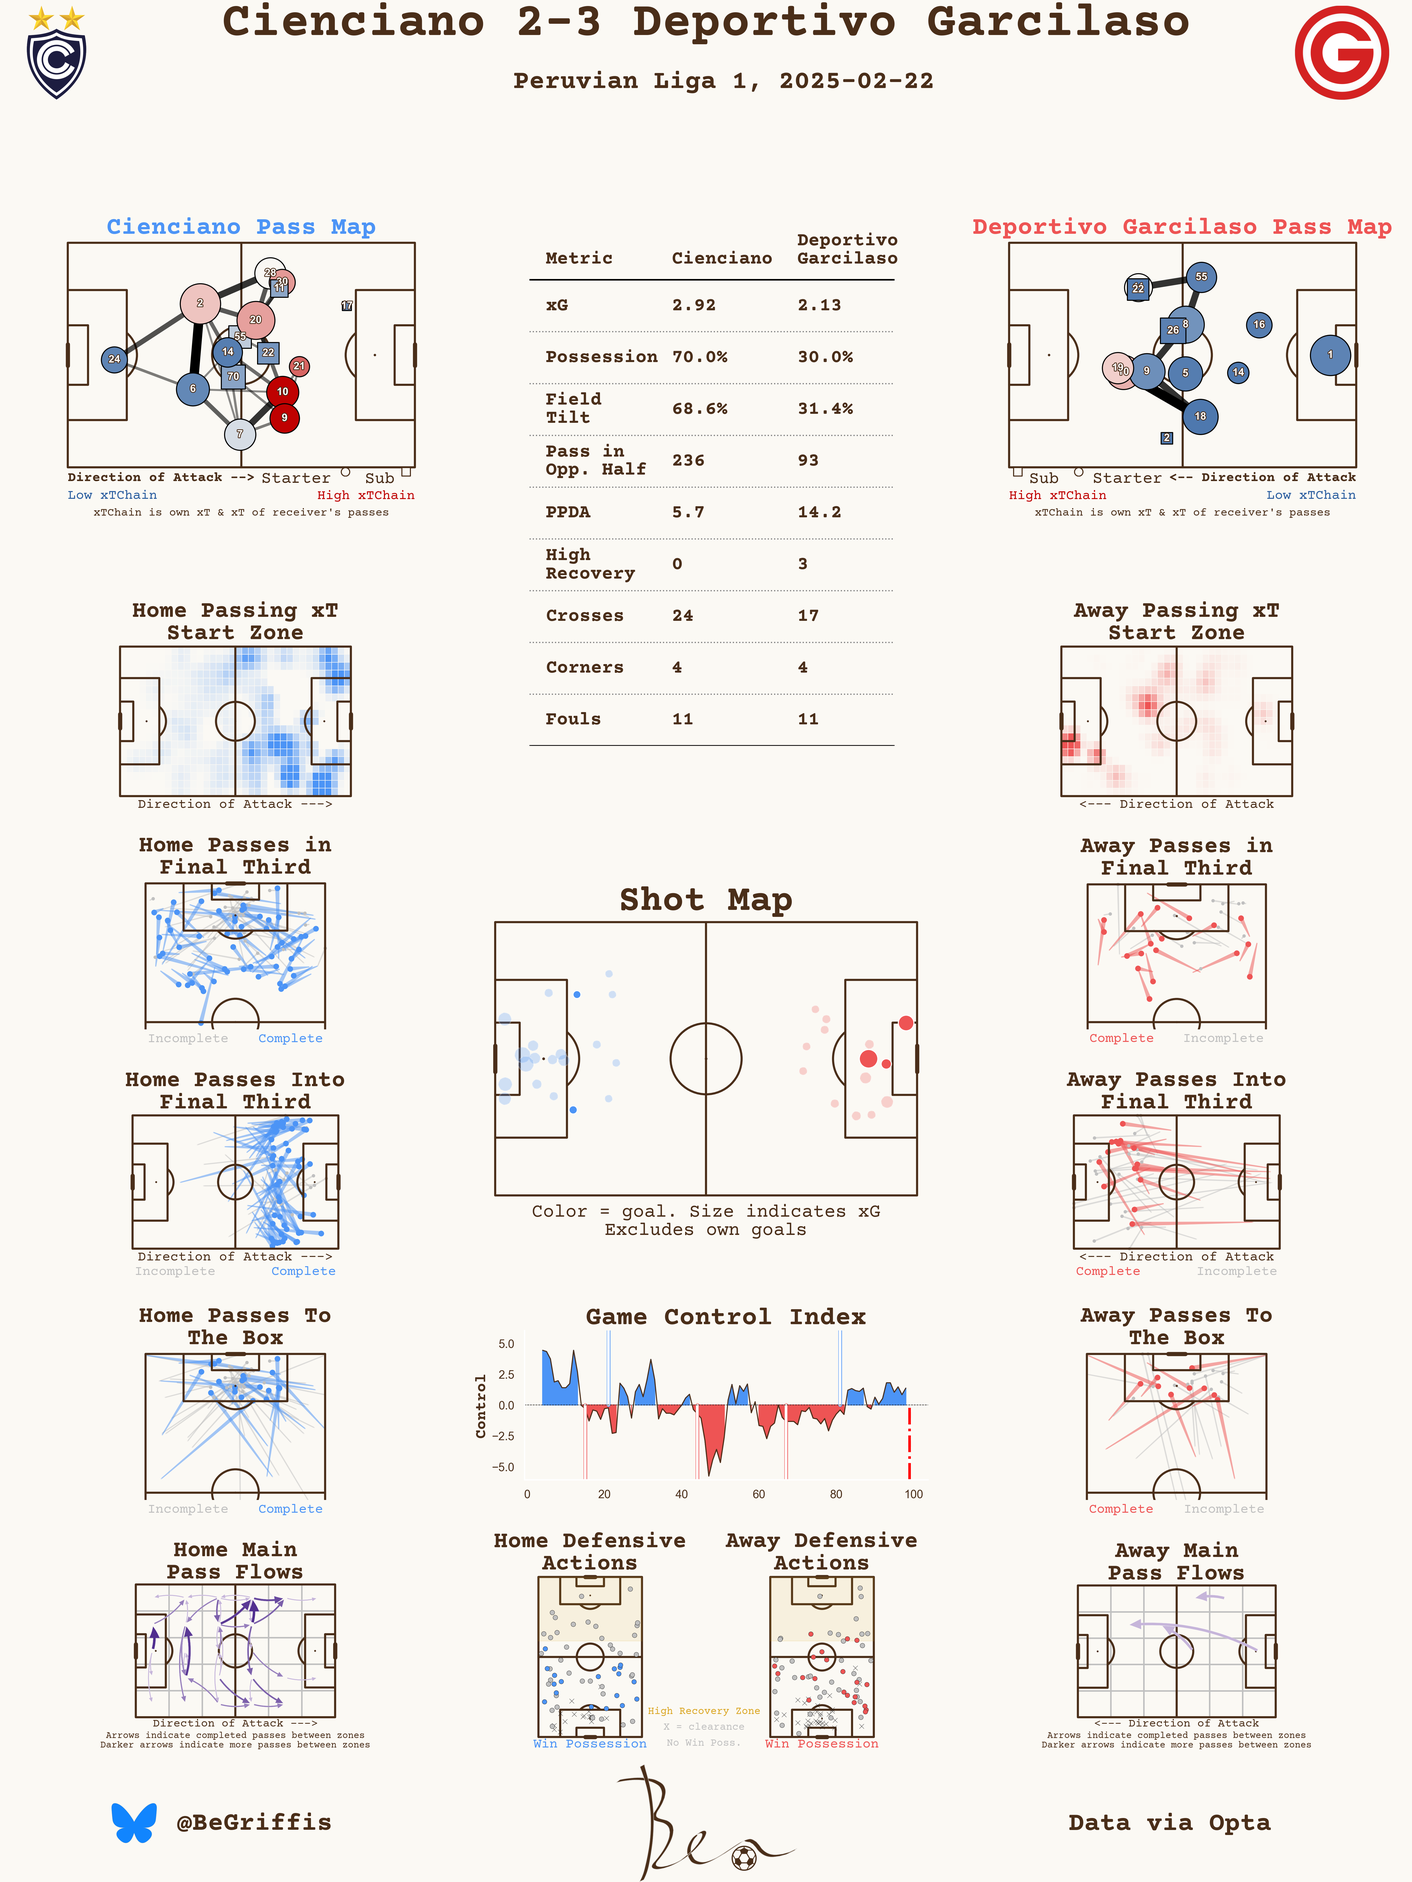 Cienciano 2-3 Deportivo Garcilaso
Peruvian Liga 1, 2025-02-22
Cienciano Pass Map
28
30
11
2
17
20
55
24
14
22
21
70
6
10
9
7
Direction of Attack --> Starter Sub
Low xTChain High xTChain
xTChain is own xT & xT of receiver's passes
Metric Cienciano Deportivo Garcilaso
xG 2.92 2.13
Possession 70.0% 30.0%
Field Tilt 68.6% 31.4%
Pass in Opp. Half 236 93
PPDA 5.7 14.2
High Recovery 0 3
Crosses 24 17
Corners 4 4
Fouls 11 11
Deportivo Garcilaso Pass Map
55
22
26
8
16
1
19
10
9
5
14
18
2
Sub Starter <-- Direction of Attack
High xTChain Low xTChain
xTChain is own xT & xT of receiver's passes
Home Passing xT
Start Zone
Direction of Attack --->
Away Passing xT
Start Zone
<--- Direction of Attack
Home Passes in
Final Third
Incomplete Complete
Away Passes in
Final Third
Complete Incomplete
Shot Map
Color = goal. Size indicates xG
Excludes own goals
Home Passes Into
Final Third
Direction of Attack --->
Incomplete Complete
Away Passes Into
Final Third
<--- Direction of Attack
Complete Incomplete
Home Passes To
The Box
Incomplete Complete
Game Control Index
Control
5.0
2.5
0.0
−2.5
−5.0
0 20 40 60 80 100
Away Passes To
The Box
Complete Incomplete
Home Main
Pass Flows
Direction of Attack --->
Arrows indicate completed passes between zones
Darker arrows indicate more passes between zones
Home Defensive
Actions
Win Possession
High Recovery Zone
X = clearance
No Win Poss.
Away Defensive
Actions
Win Possession
Away Main
Pass Flows
<--- Direction of Attack
Arrows indicate completed passes between zones
Darker arrows indicate more passes between zones
@BeGriffis
Ben
Data via Opta